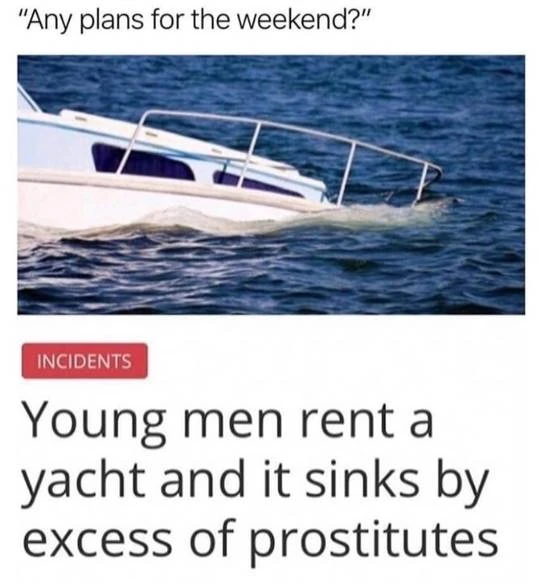 "Any plans for the weekend?"
INCIDENTS
Young men rent a
yacht and it sinks by
excess of prostitutes